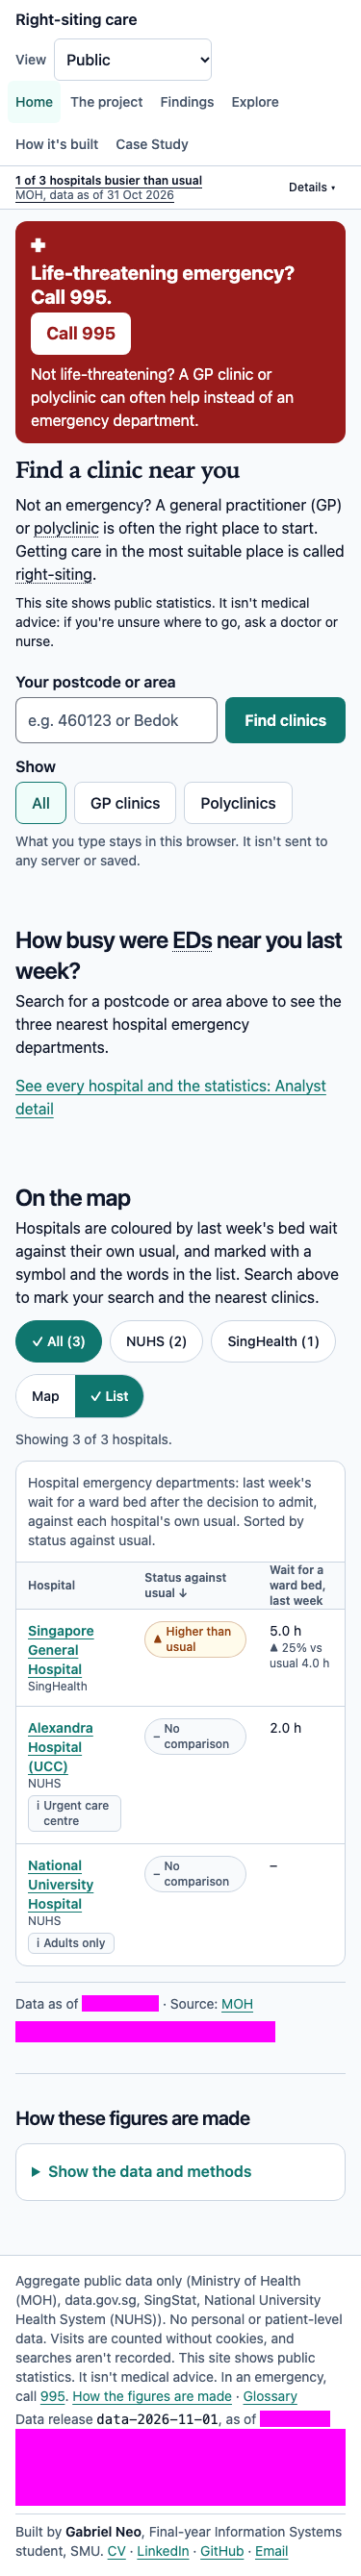 Right-siting care
View Public
Home The project Findings Explore
How it's built Case Study
1 of 3 hospitals busier than usual
MOH, data as of 31 Oct 2026
Details ▾
Life-threatening emergency?
Call 995.
Call 995
Not life-threatening? A GP clinic or
polyclinic can often help instead of an
emergency department.
Find a clinic near you
Not an emergency? A general practitioner (GP)
or polyclinic is often the right place to start.
Getting care in the most suitable place is called
right-siting.
This site shows public statistics. It isn't medical
advice: if you're unsure where to go, ask a doctor or
nurse.
Your postcode or area
e.g. 460123 or Bedok Find clinics
Show
All GP clinics Polyclinics
What you type stays in this browser. It isn't sent to
any server or saved.
How busy were EDs near you last
week?
Search for a postcode or area above to see the
three nearest hospital emergency
departments.
See every hospital and the statistics: Analyst
detail
On the map
Hospitals are coloured by last week's bed wait
against their own usual, and marked with a
symbol and the words in the list. Search above
to mark your search and the nearest clinics.
✓ All (3) NUHS (2) SingHealth (1)
Map ✓ List
Showing 3 of 3 hospitals.
Hospital emergency departments: last week's
wait for a ward bed after the decision to admit,
against each hospital's own usual. Sorted by
status against usual.
Hospital
Status against
usual ↓
Wait for a
ward bed,
last week
Singapore
General
Hospital
SingHealth
▲ Higher than
usual
5.0 h
▲ 25% vs
usual 4.0 h
Alexandra
Hospital
(UCC)
NUHS
i Urgent care
centre
– No
comparison
2.0 h
National
University
Hospital
NUHS
i Adults only
– No
comparison
–
Data as of · Source: MOH
How these figures are made
▶ Show the data and methods
Aggregate public data only (Ministry of Health
(MOH), data.gov.sg, SingStat, National University
Health System (NUHS)). No personal or patient-level
data. Visits are counted without cookies, and
searches aren't recorded. This site shows public
statistics. It isn't medical advice. In an emergency,
call 995. How the figures are made · Glossary
Data release data-2026-11-01, as of
Built by Gabriel Neo, Final-year Information Systems
student, SMU. CV · LinkedIn · GitHub · Email